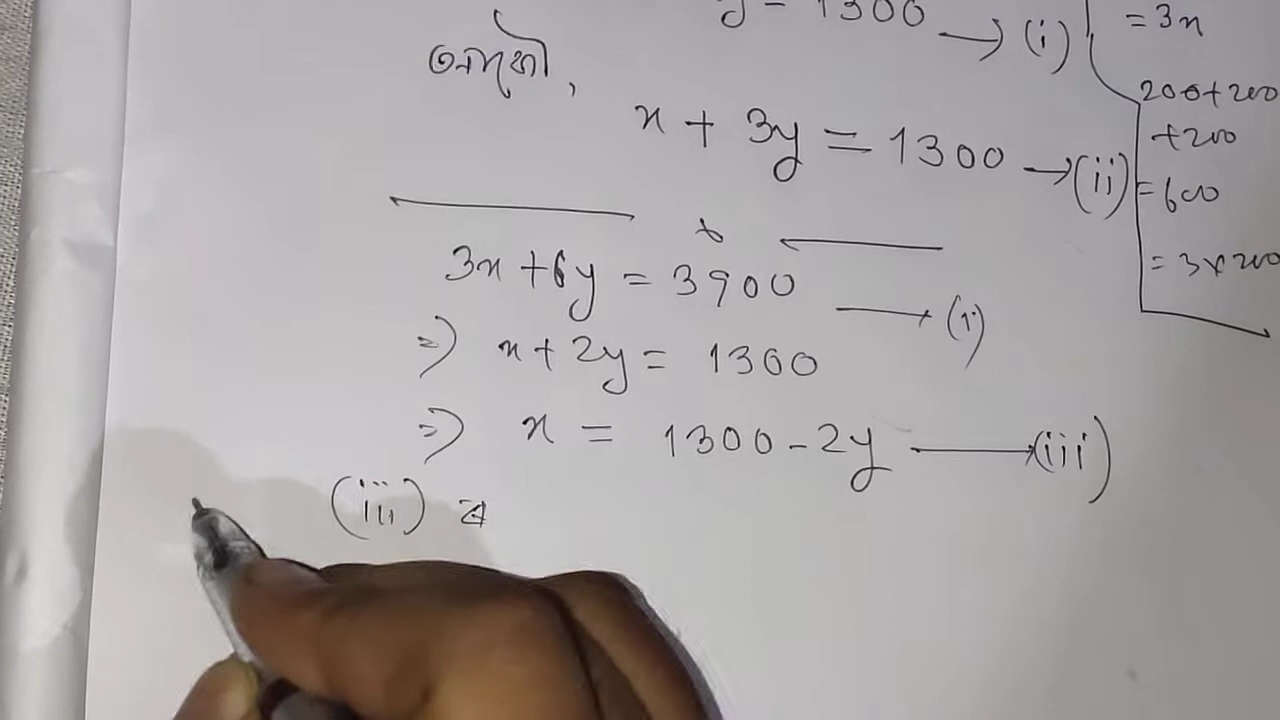 y = 1300 → (i)
x + 3y = 1300 → (ii)
3x + 6y = 3900 → (i)
⇒) x + 2y = 1300
⇒) x = 1300 - 2y → (iii)
(iii) ৰ
= 3x
200 + 200
+ 200
= 600
= 3 × 200